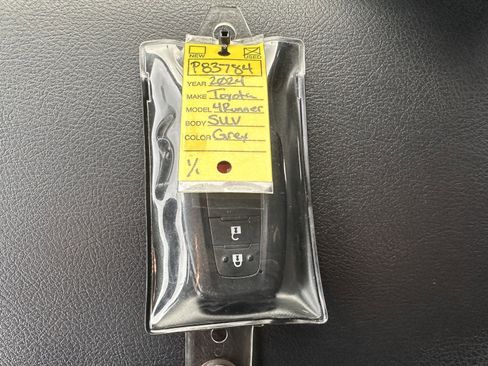 NEW USED
P83784
YEAR 2024
MAKE Toyota
MODEL 4Runner
BODY SUV
COLOR Grey
1/1